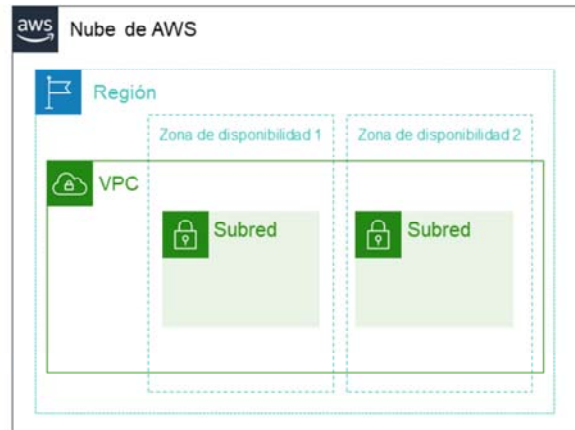 aws
Nube de AWS
Región
Zona de disponibilidad 1
Zona de disponibilidad 2
VPC
Subred
Subred